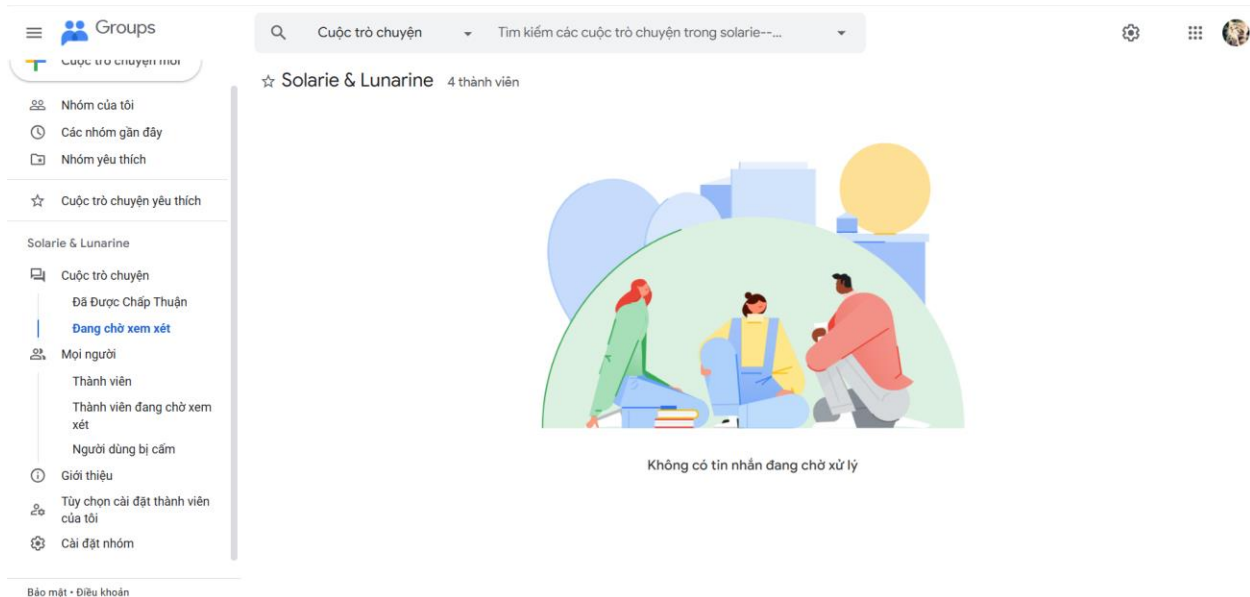 Groups
Cuộc trò chuyện
Tìm kiếm các cuộc trò chuyện trong solarie--...
Cuộc trò chuyện mới
Solarie & Lunarine 4 thành viên
Nhóm của tôi
Các nhóm gần đây
Nhóm yêu thích
Cuộc trò chuyện yêu thích
Solarie & Lunarine
Cuộc trò chuyện
Đã Được Chấp Thuận
Đang chờ xem xét
Mọi người
Thành viên
Thành viên đang chờ xem
xét
Người dùng bị cấm
Giới thiệu
Tùy chọn cài đặt thành viên
của tôi
Cài đặt nhóm
Bảo mật • Điều khoản
Không có tin nhắn đang chờ xử lý